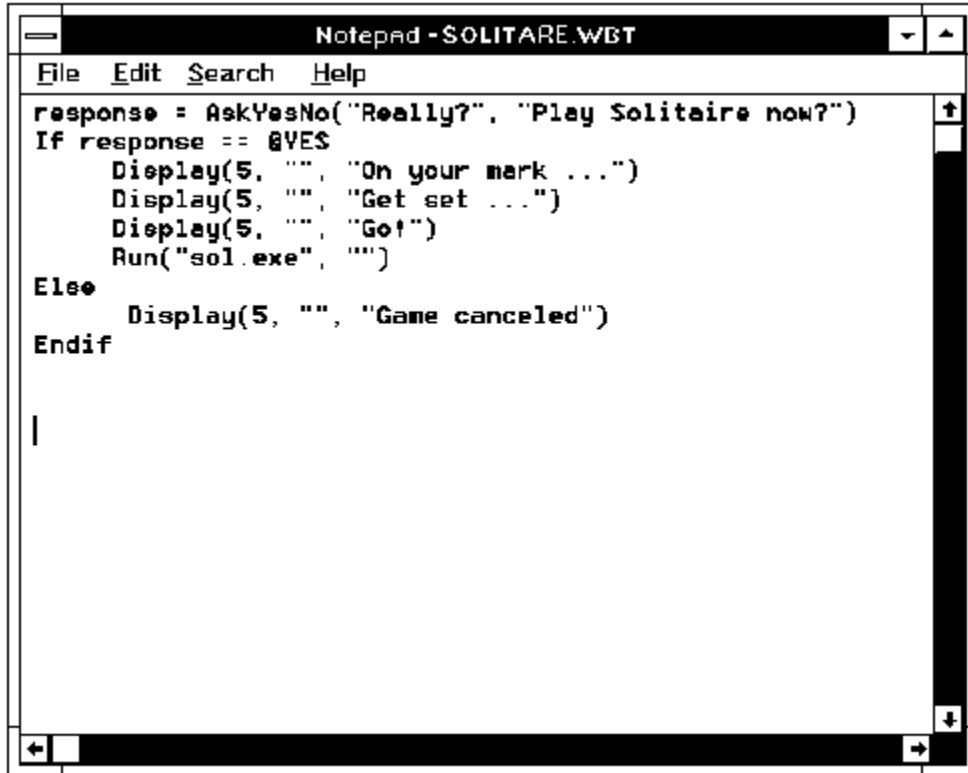 Notepad - SOLITARE.WBT
File Edit Search Help
response = AskYesNo("Really?", "Play Solitaire now?")
If response == @YES
      Display(5, "", "On your mark ...")
      Display(5, "", "Get set ...")
      Display(5, "", "Go!")
      Run("sol.exe", "")
Else
       Display(5, "", "Game canceled")
Endif